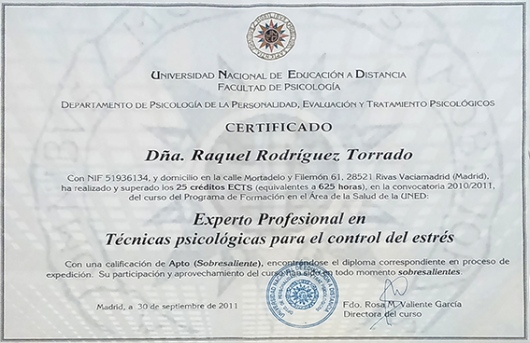 UNIVERSIDAD NACIONAL DE EDUCACIÓN A DISTANCIA
FACULTAD DE PSICOLOGÍA
DEPARTAMENTO DE PSICOLOGÍA DE LA PERSONALIDAD, EVALUACIÓN Y TRATAMIENTO PSICOLÓGICOS
CERTIFICADO
Dña. Raquel Rodríguez Torrado
Con NIF 51936134, y domicilio en la calle Mortadelo y Filemón 61, 28521 Rivas Vaciamadrid (Madrid),
ha realizado y superado los 25 créditos ECTS (equivalentes a 625 horas), en la convocatoria 2010/2011,
del curso del Programa de Formación en el Área de la Salud de la UNED:
Experto Profesional en
Técnicas psicológicas para el control del estrés
Con una calificación de Apto (Sobresaliente), encontrándose el diploma correspondiente en proceso de
expedición. Su participación y aprovechamiento del curso han sido en todo momento sobresalientes.
Madrid, a 30 de septiembre de 2011
Fdo. Rosa M. Valiente García
Directora del curso